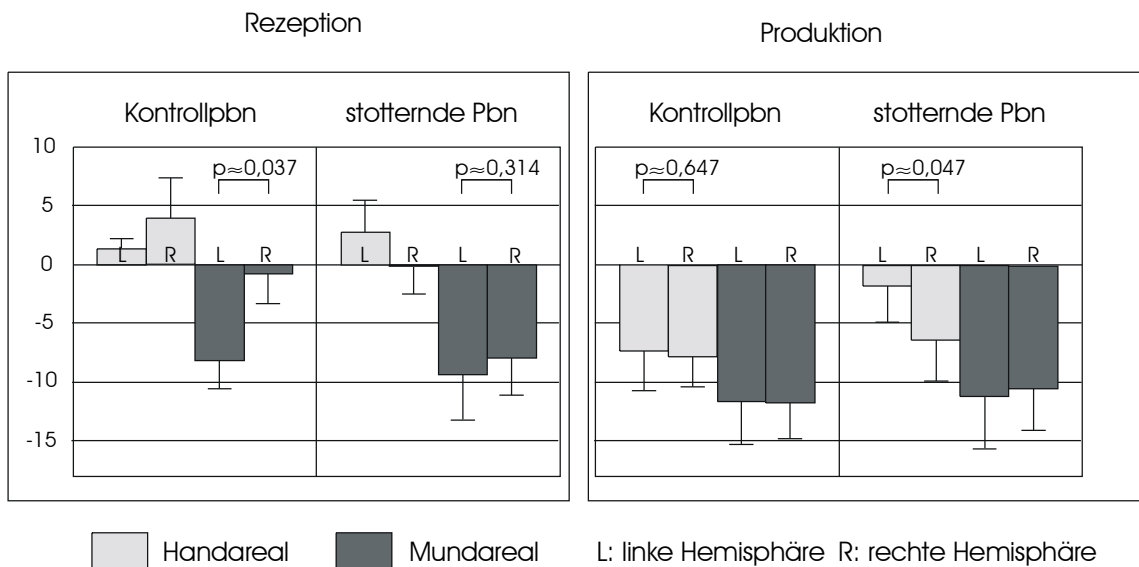 Rezeption
Produktion
Kontrollpbn stotternde Pbn
Kontrollpbn stotternde Pbn
10
p≈0,037
p≈0,314
p≈0,647
p≈0,047
5
L R L R L R L R
L R L R L R L R
0
-5
-10
-15
Handareal
Mundareal
L: linke Hemisphäre R: rechte Hemisphäre